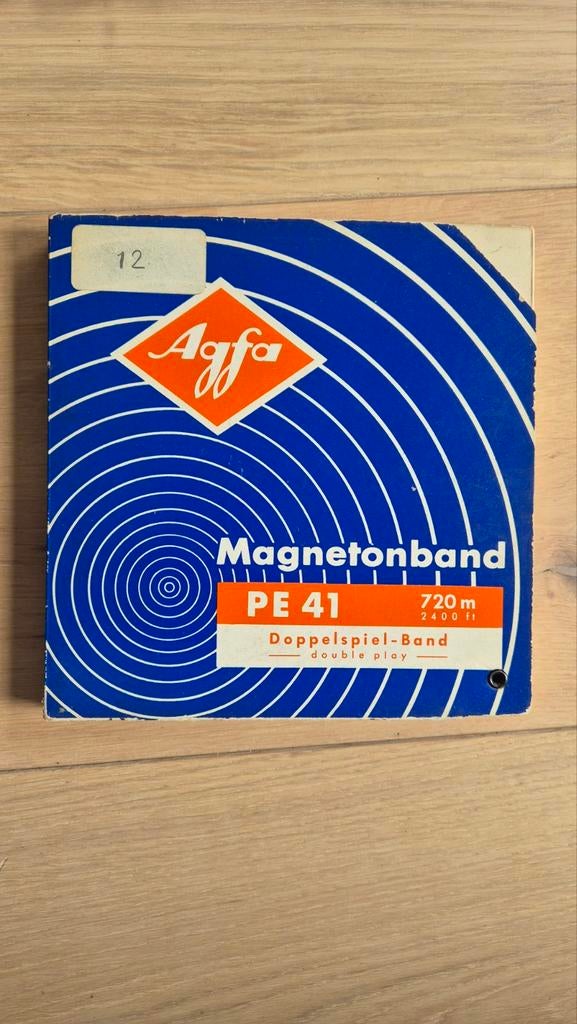 12
Agfa
Magnetonband
PE 41
720 m
2400 ft
Doppelspiel-Band
double play